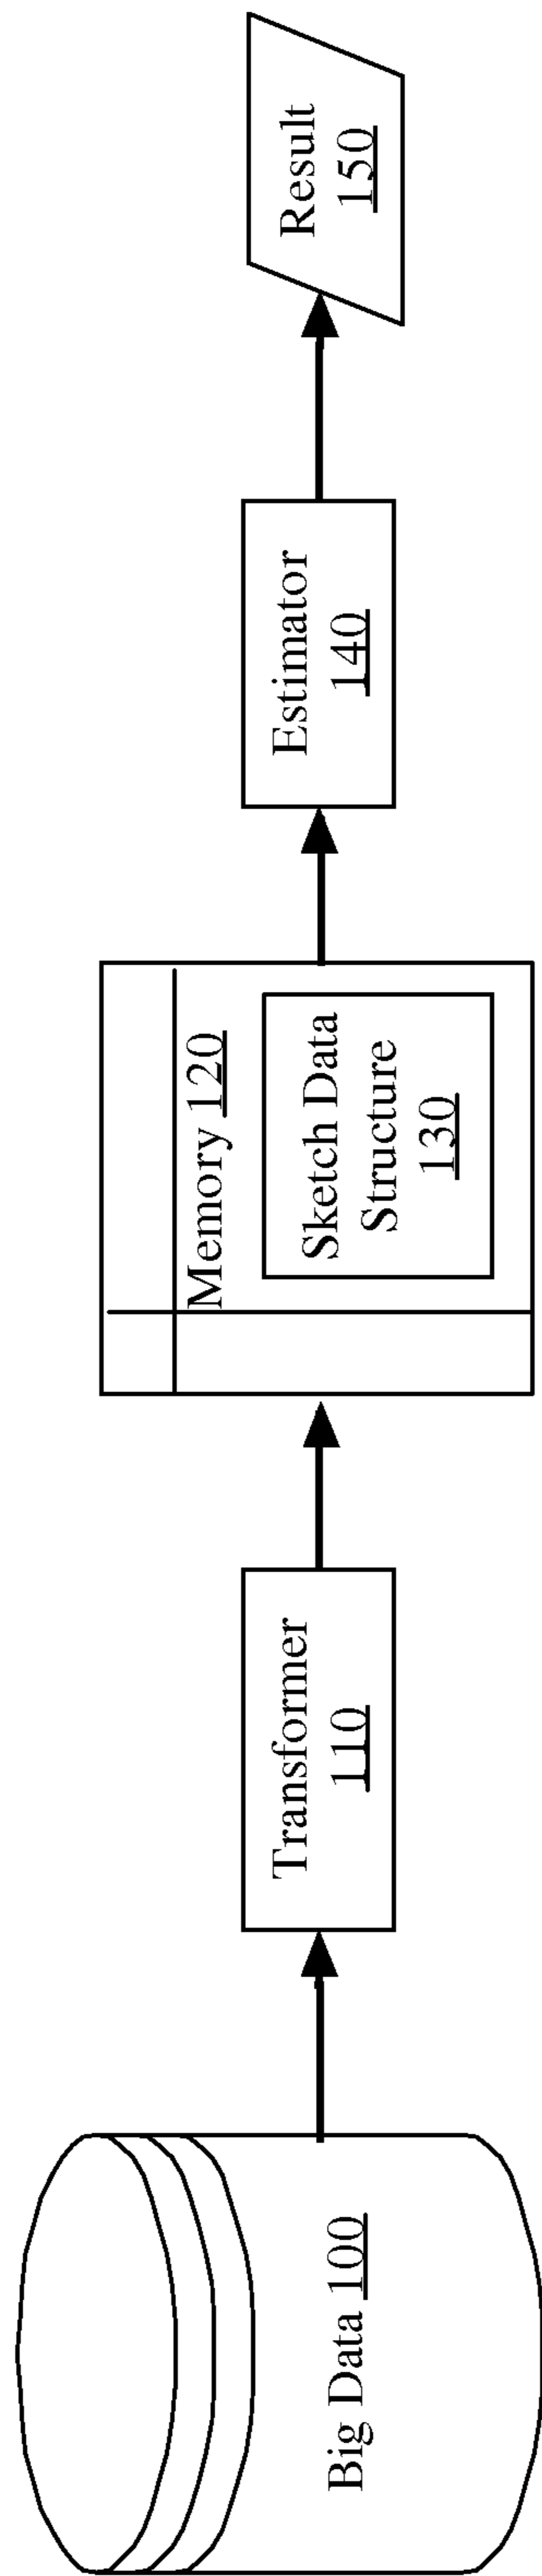 Big Data 100
Transformer
110
Memory 120
Sketch Data
Structure
130
Estimator
140
Result
150